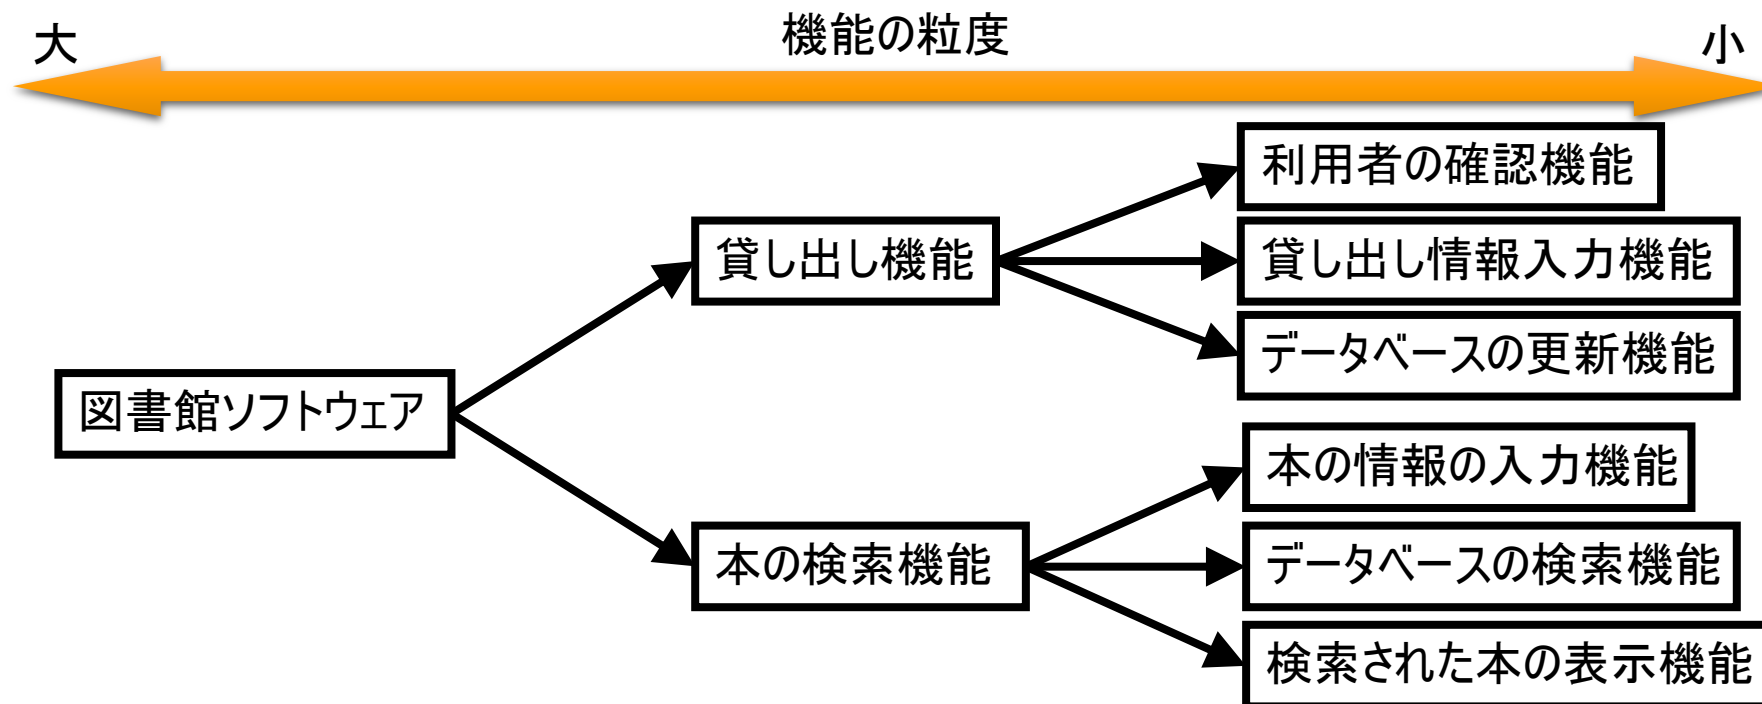 機能の粒度
大
小
利用者の確認機能
貸し出し機能
貸し出し情報入力機能
データベースの更新機能
図書館ソフトウェア
本の情報の入力機能
本の検索機能
データベースの検索機能
検索された本の表示機能